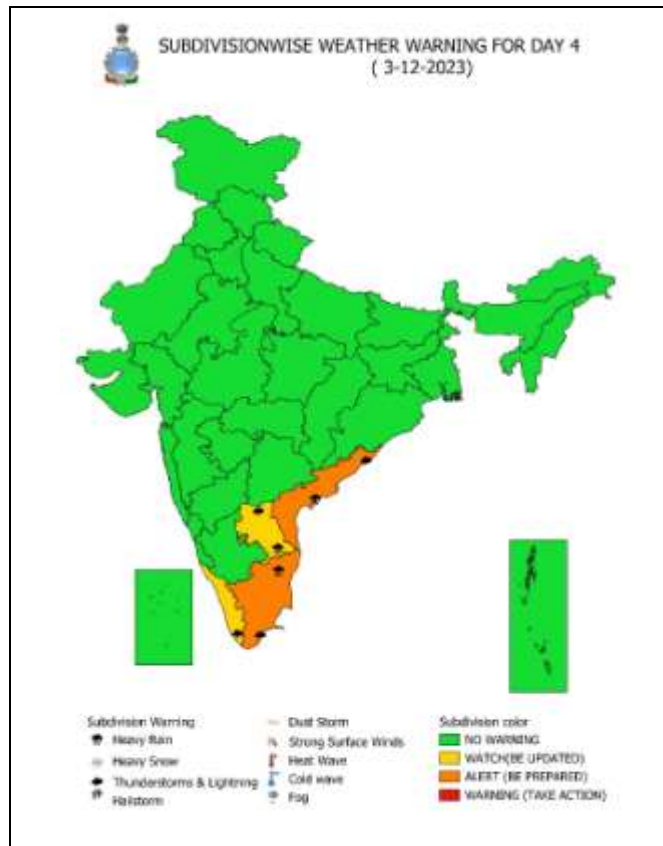 SUBDIVISIONWISE WEATHER WARNING FOR DAY 4
( 3-12-2023)
Subdivision Warning
Heavy Rain
Heavy Snow
Thunderstorms & Lightning
Hailstorm
Dust Storm
Strong Surface Winds
Heat Wave
Cold wave
Fog
Subdivision color
NO WARNING
WATCH(BE UPDATED)
ALERT (BE PREPARED)
WARNING (TAKE ACTION)